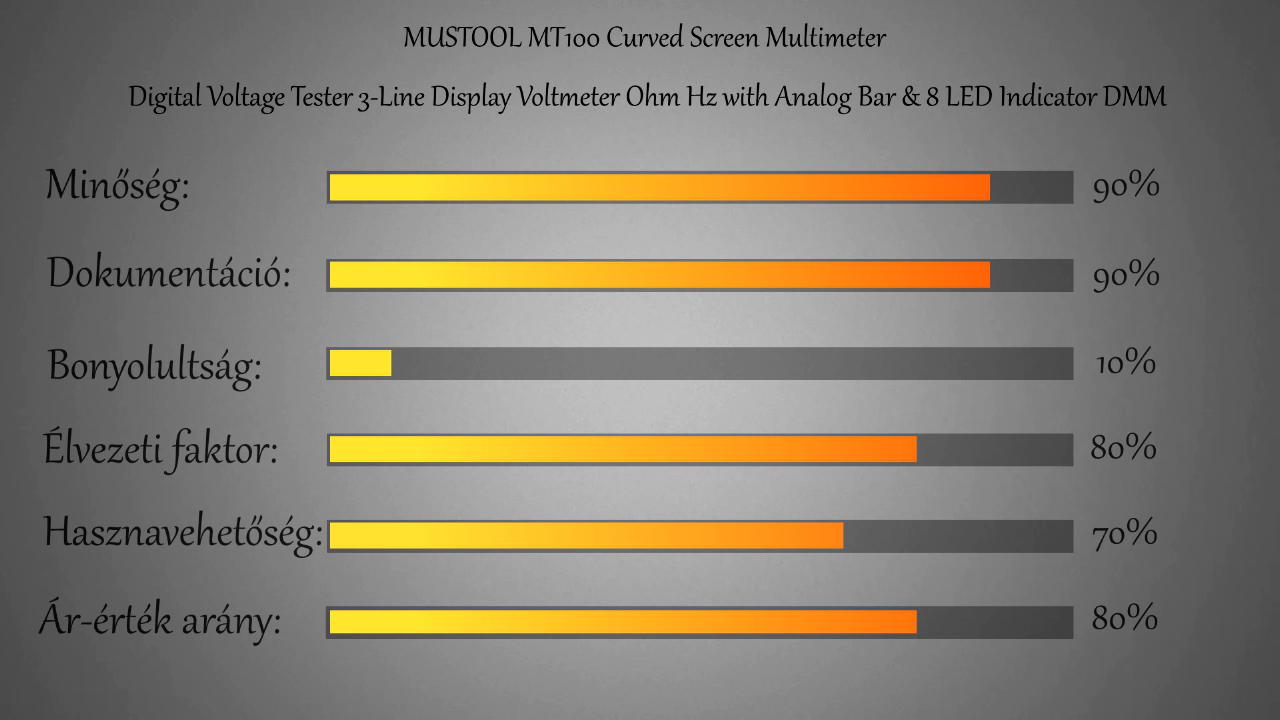 MUSTOOL MT100 Curved Screen Multimeter
Digital Voltage Tester 3-Line Display Voltmeter Ohm Hz with Analog Bar & 8 LED Indicator DMM
Minőség: 90%
Dokumentáció: 90%
Bonyolultság: 10%
Élvezeti faktor: 80%
Hasznavehetőség: 70%
Ár-érték arány: 80%